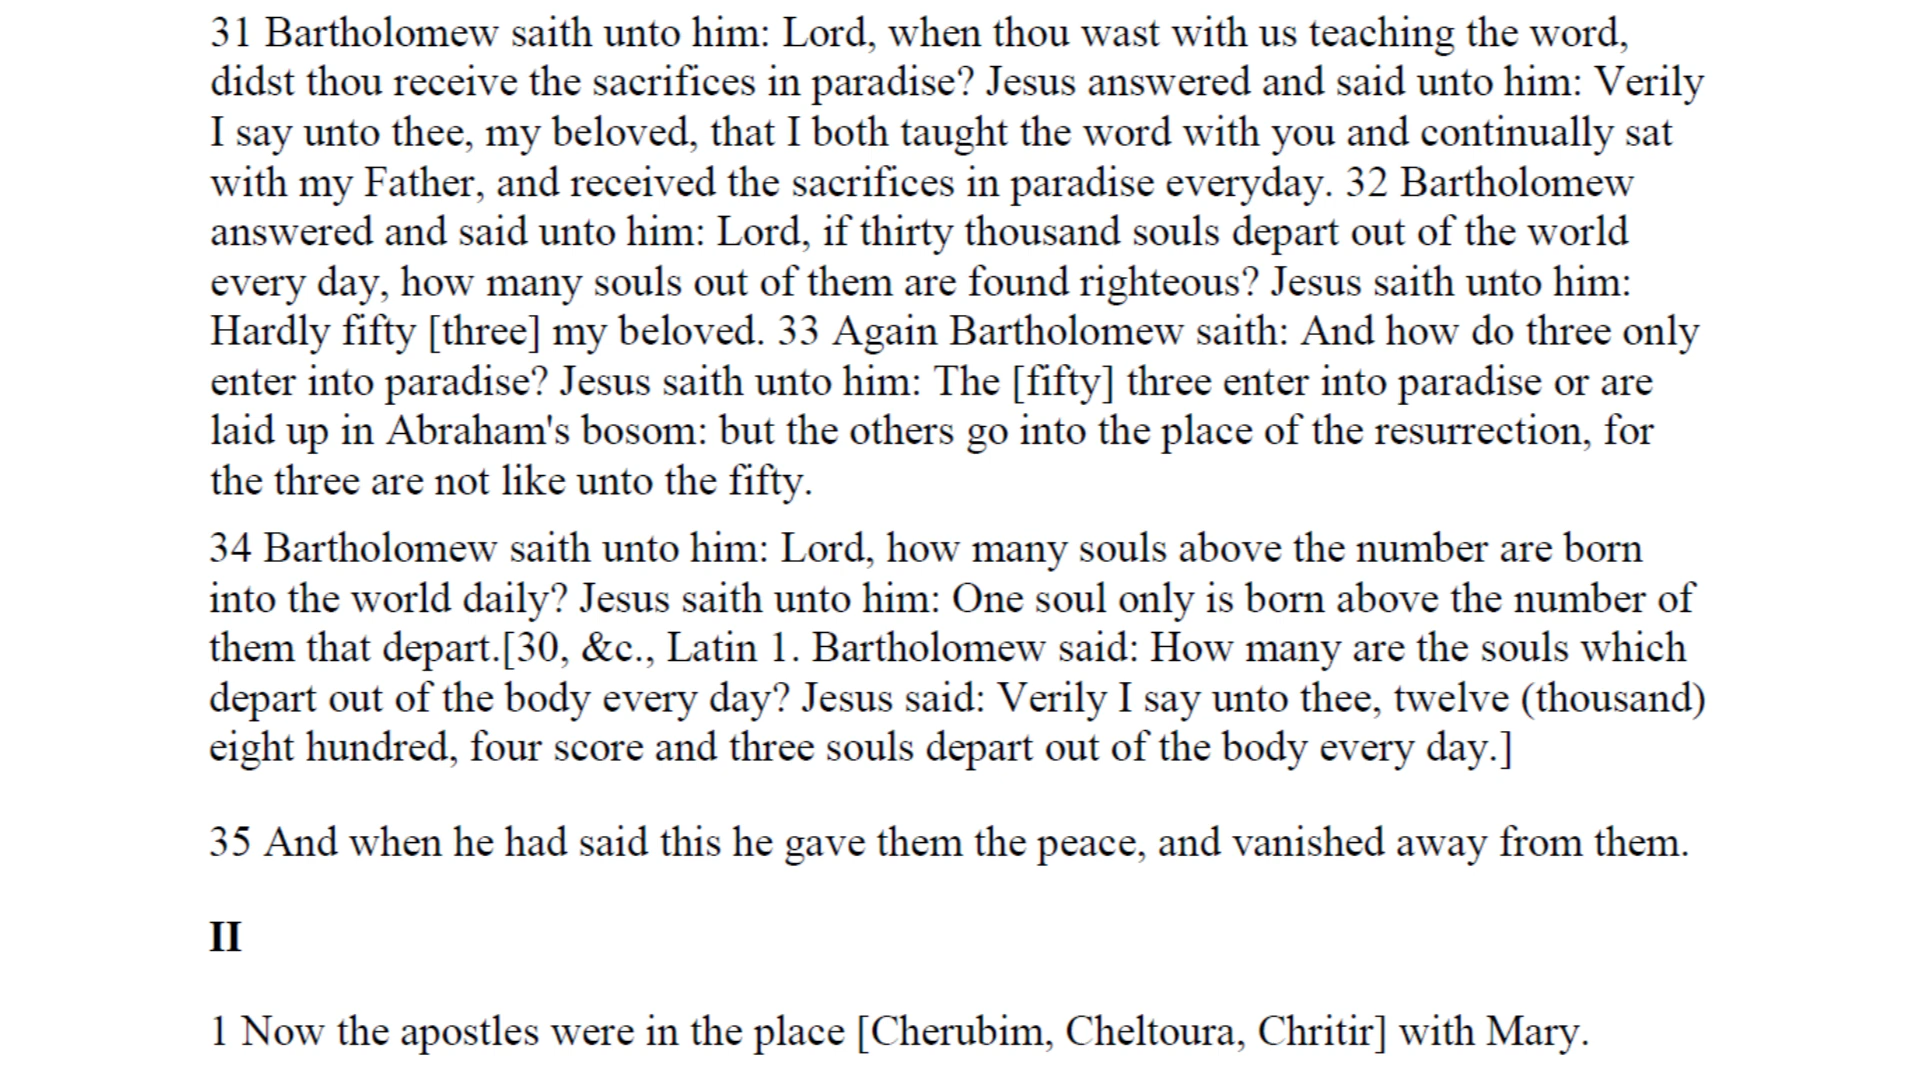 31 Bartholomew saith unto him: Lord, when thou wast with us teaching the word,
didst thou receive the sacrifices in paradise? Jesus answered and said unto him: Verily
I say unto thee, my beloved, that I both taught the word with you and continually sat
with my Father, and received the sacrifices in paradise everyday. 32 Bartholomew
answered and said unto him: Lord, if thirty thousand souls depart out of the world
every day, how many souls out of them are found righteous? Jesus saith unto him:
Hardly fifty [three] my beloved. 33 Again Bartholomew saith: And how do three only
enter into paradise? Jesus saith unto him: The [fifty] three enter into paradise or are
laid up in Abraham's bosom: but the others go into the place of the resurrection, for
the three are not like unto the fifty.
34 Bartholomew saith unto him: Lord, how many souls above the number are born
into the world daily? Jesus saith unto him: One soul only is born above the number of
them that depart.[30, &c., Latin 1. Bartholomew said: How many are the souls which
depart out of the body every day? Jesus said: Verily I say unto thee, twelve (thousand)
eight hundred, four score and three souls depart out of the body every day.]
35 And when he had said this he gave them the peace, and vanished away from them.
II
1 Now the apostles were in the place [Cherubim, Cheltoura, Chritir] with Mary.